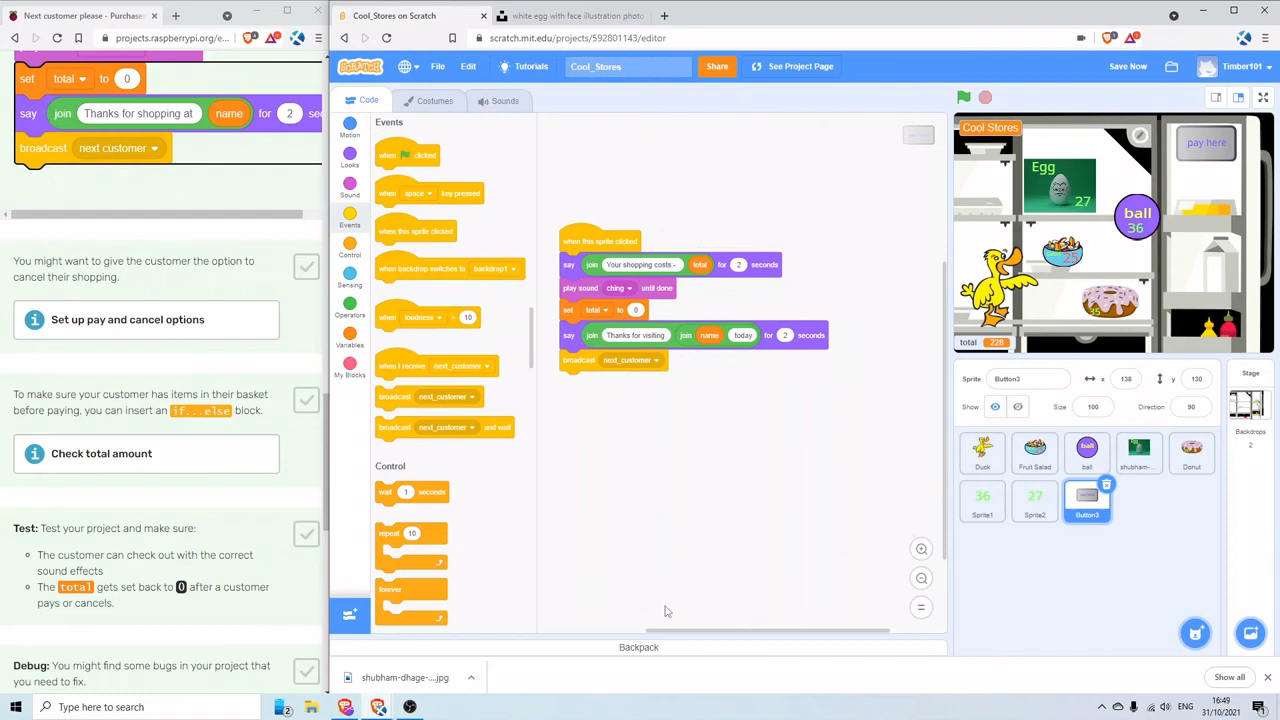 Next customer please - Purchase
Cool_Stores on Scratch
white egg with face illustration photo
projects.raspberrypi.org/e...
scratch.mit.edu/projects/592801143/editor
set total to 0
say join Thanks for shopping at name for 2 sec
broadcast next customer
You might want to give the customer the option to
cancel their shopping.
Set up pay and cancel options
To make sure your customer has items in their basket
before paying, you can insert an if...else block.
Check total amount
Test: Test your project and make sure:
The customer can check out with the correct
sound effects
The total gets set back to 0 after a customer
pays or cancels.
Debug: You might find some bugs in your project that
you need to fix.
SCRATCH
File
Edit
Tutorials
Cool_Stores
Share
See Project Page
Save Now
Timber101
Code
Costumes
Sounds
Motion
Looks
Sound
Events
Control
Sensing
Operators
Variables
My Blocks
Events
when clicked
when space key pressed
when this sprite clicked
when backdrop switches to backdrop1
when loudness > 10
when I receive next_customer
broadcast next_customer
broadcast next_customer and wait
Control
wait 1 seconds
repeat 10
forever
when this sprite clicked
say join Your shopping costs:- total for 2 seconds
play sound ching until done
set total to 0
say join Thanks for visiting join name today for 2 seconds
broadcast next_customer
Backpack
Cool Stores
pay here
Egg
27
ball
36
25
35
total 228
Sprite
Button3
x 138
y 130
Show
Size 100
Direction 90
Stage
Backdrops
2
Duck
Fruit Salad
ball
shubham-...
Donut
36
Sprite1
27
Sprite2
Button3
shubham-dhage-....jpg
Show all
Type here to search
2
ENG
16:49
31/10/2021
1